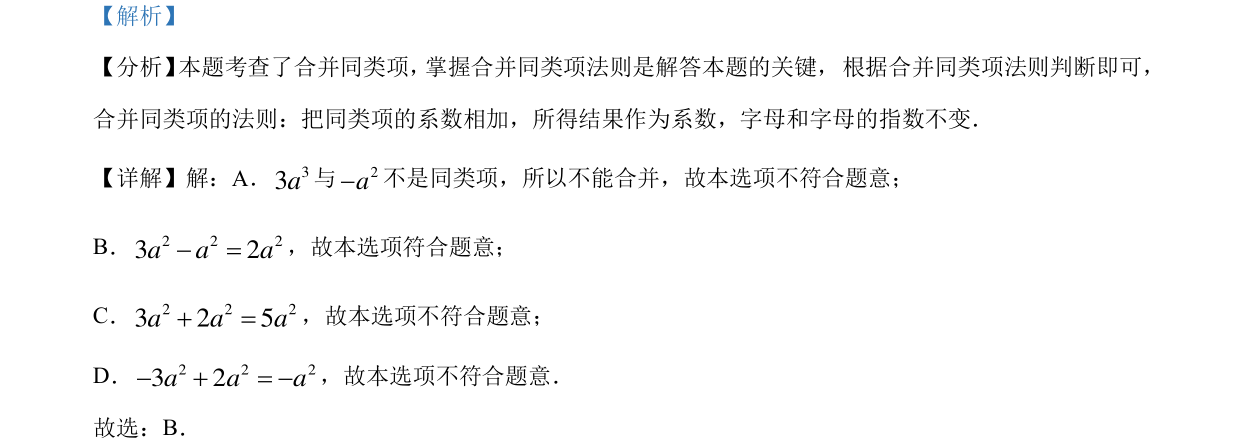 【解析】
【分析】本题考查了合并同类项，掌握合并同类项法则是解答本题的关键， 根据合并同类项法则判断即可，
合并同类项的法则：把同类项的系数相加，所得结果作为系数，字母和字母的指数不变．
【详解】解：A． 3a³ 与 −a² 不是同类项，所以不能合并，故本选项不符合题意；
B． 3a² − a² = 2a²，故本选项符合题意；
C． 3a² + 2a² = 5a²，故本选项不符合题意；
D． −3a² + 2a² = −a²，故本选项不符合题意．
故选：B．